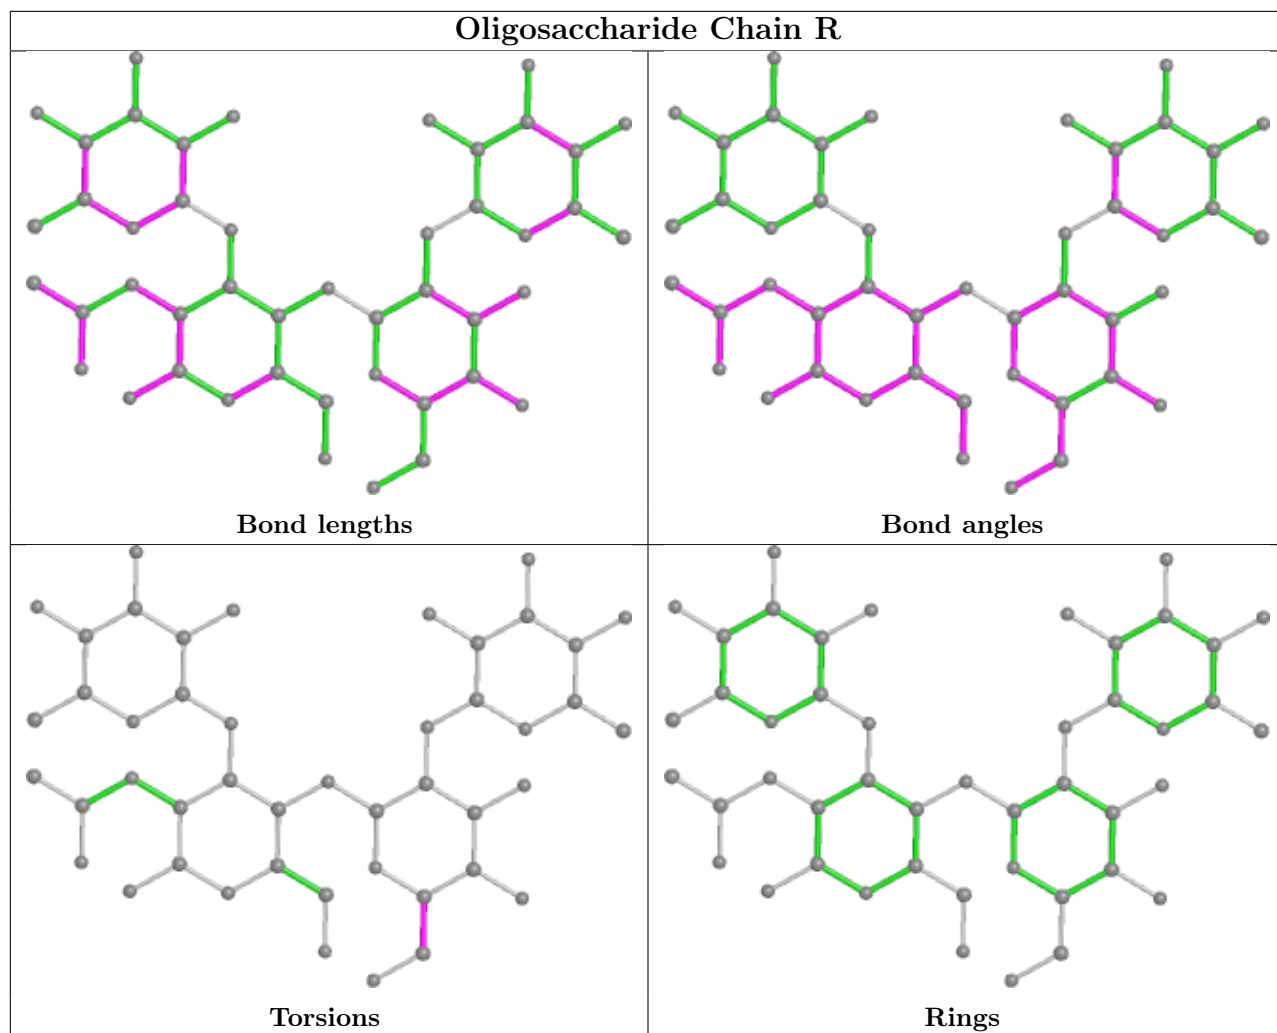 Oligosaccharide Chain R
Bond lengths
Bond angles
Torsions
Rings